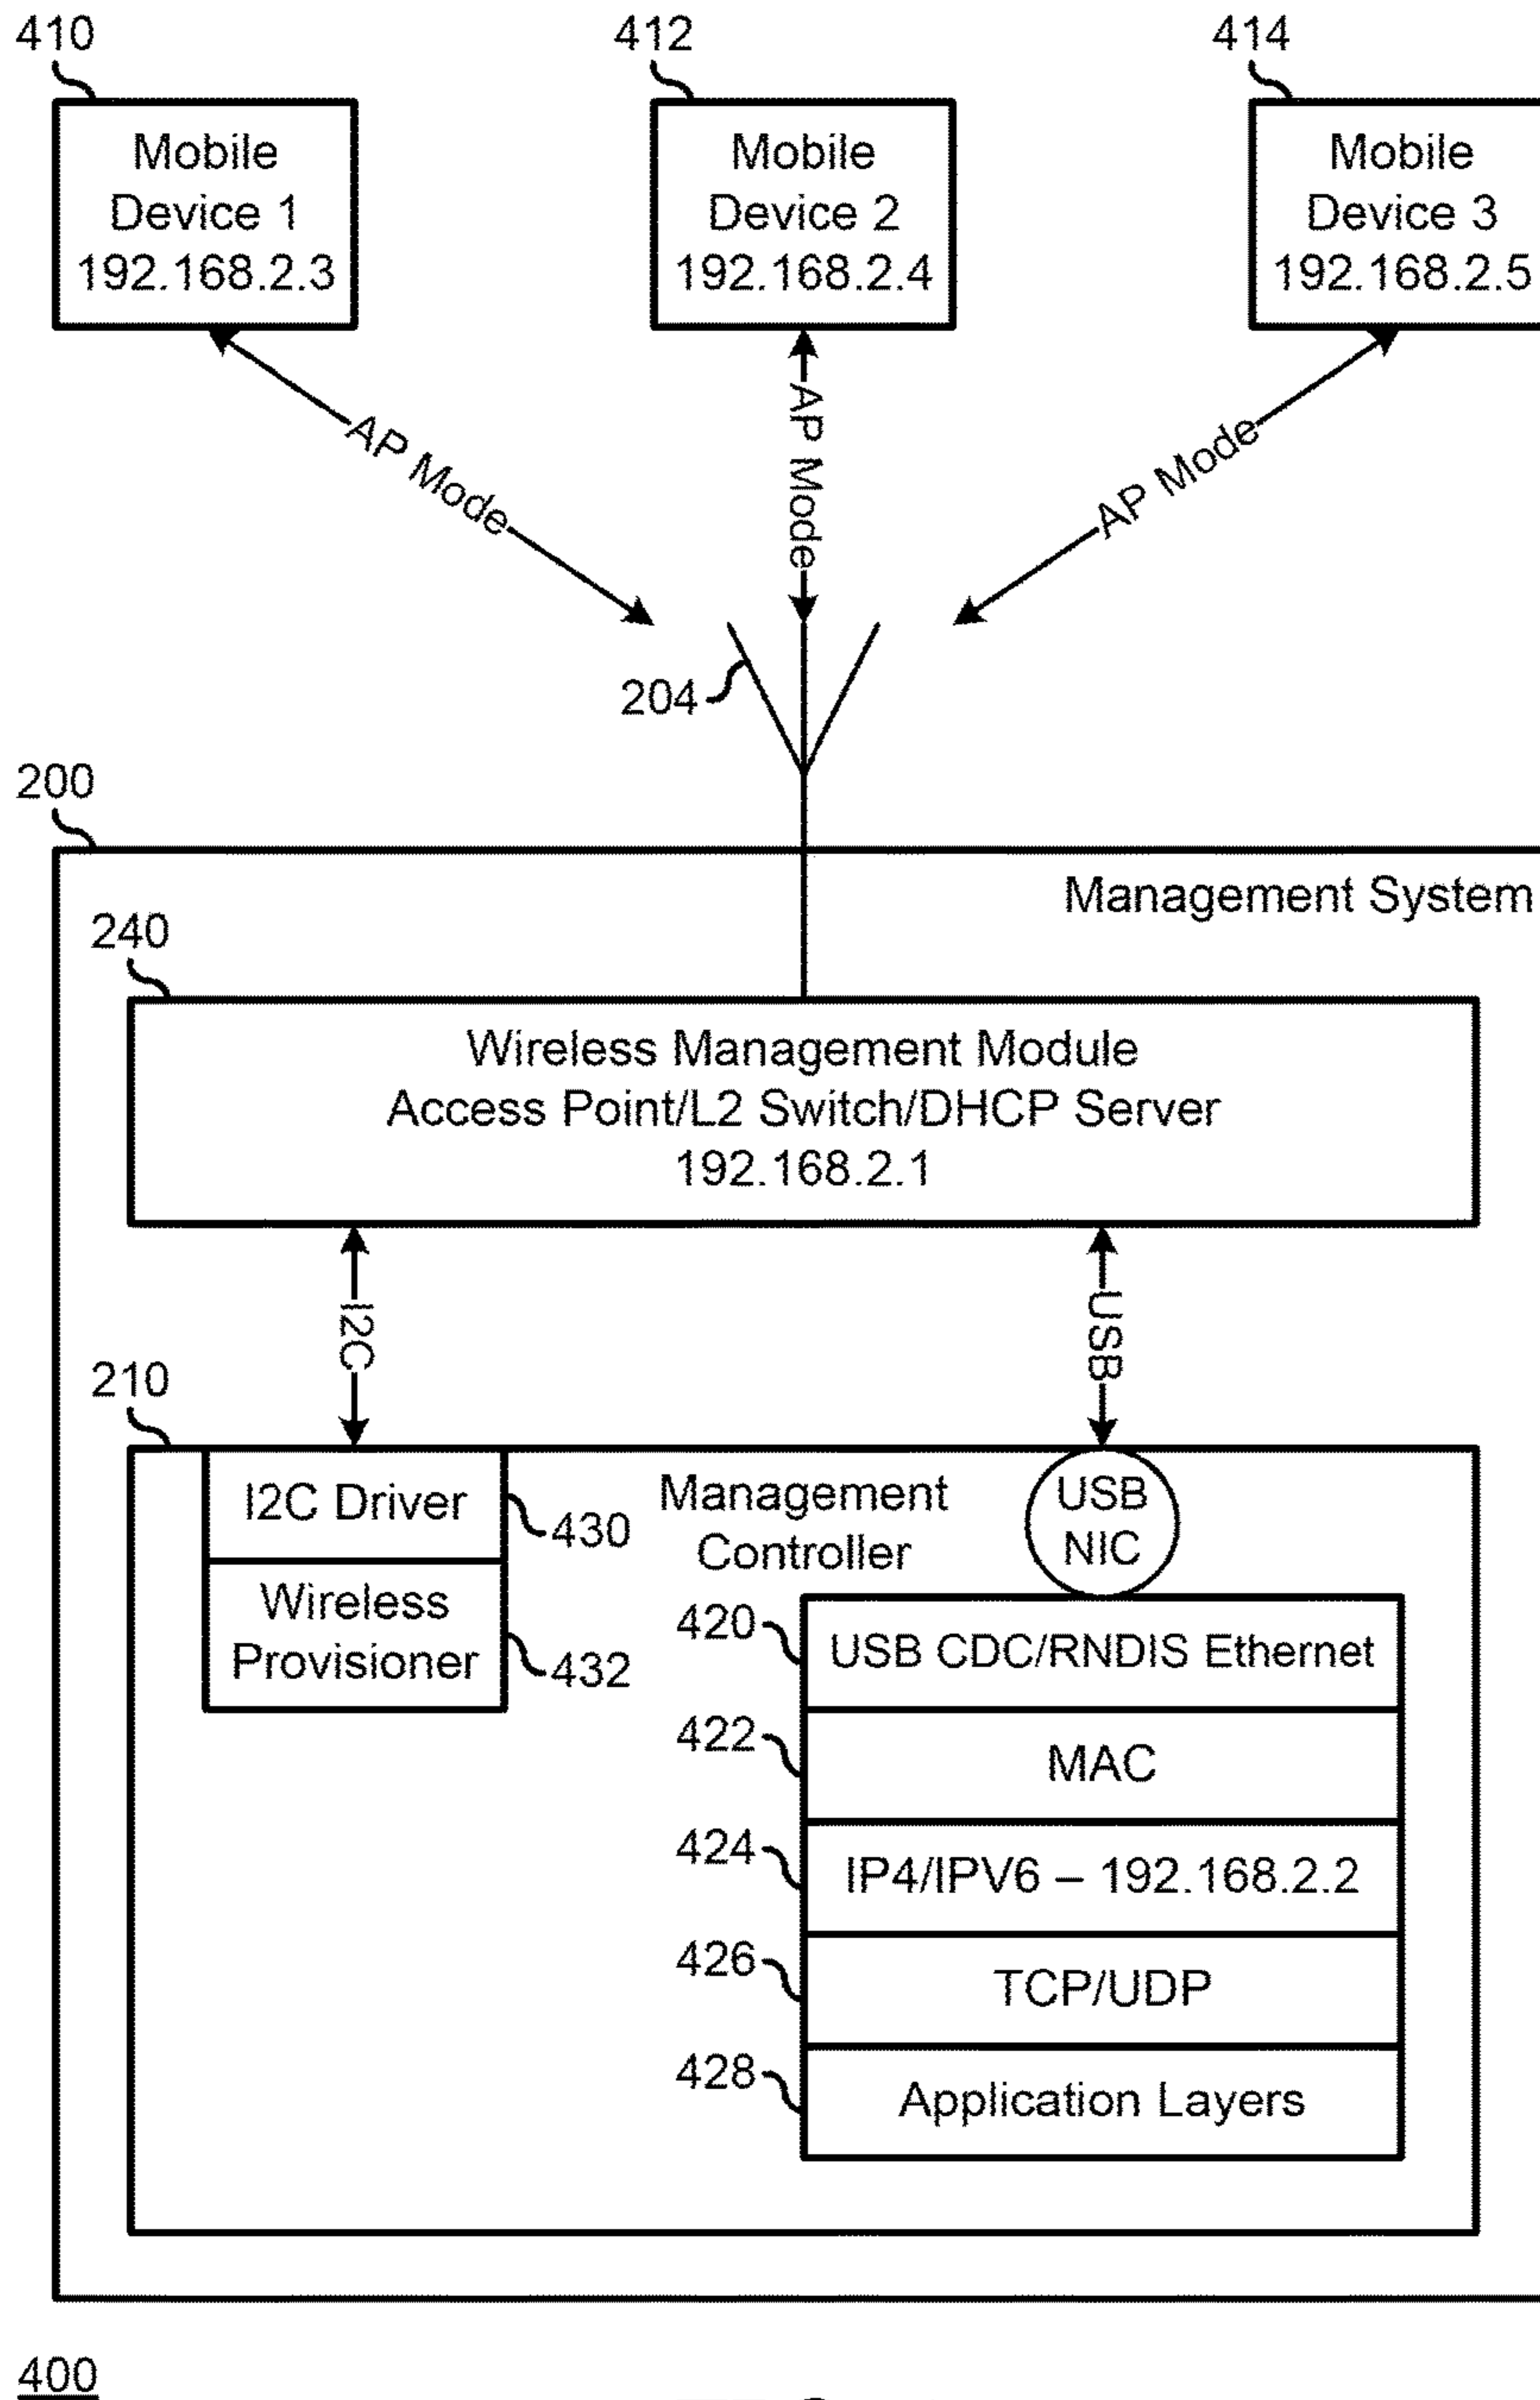 410
412
414
Mobile
Device 1
192.168.2.3
Mobile
Device 2
192.168.2.4
Mobile
Device 3
192.168.2.5
AP Mode
AP Mode
AP Mode
204
200
Management System
240
Wireless Management Module
Access Point/L2 Switch/DHCP Server
192.168.2.1
I2C
USB
210
I2C Driver
430
Wireless
Provisioner
432
Management
Controller
USB
NIC
420
USB CDC/RNDIS Ethernet
422
MAC
424
IP4/IPV6 – 192.168.2.2
426
TCP/UDP
428
Application Layers
400